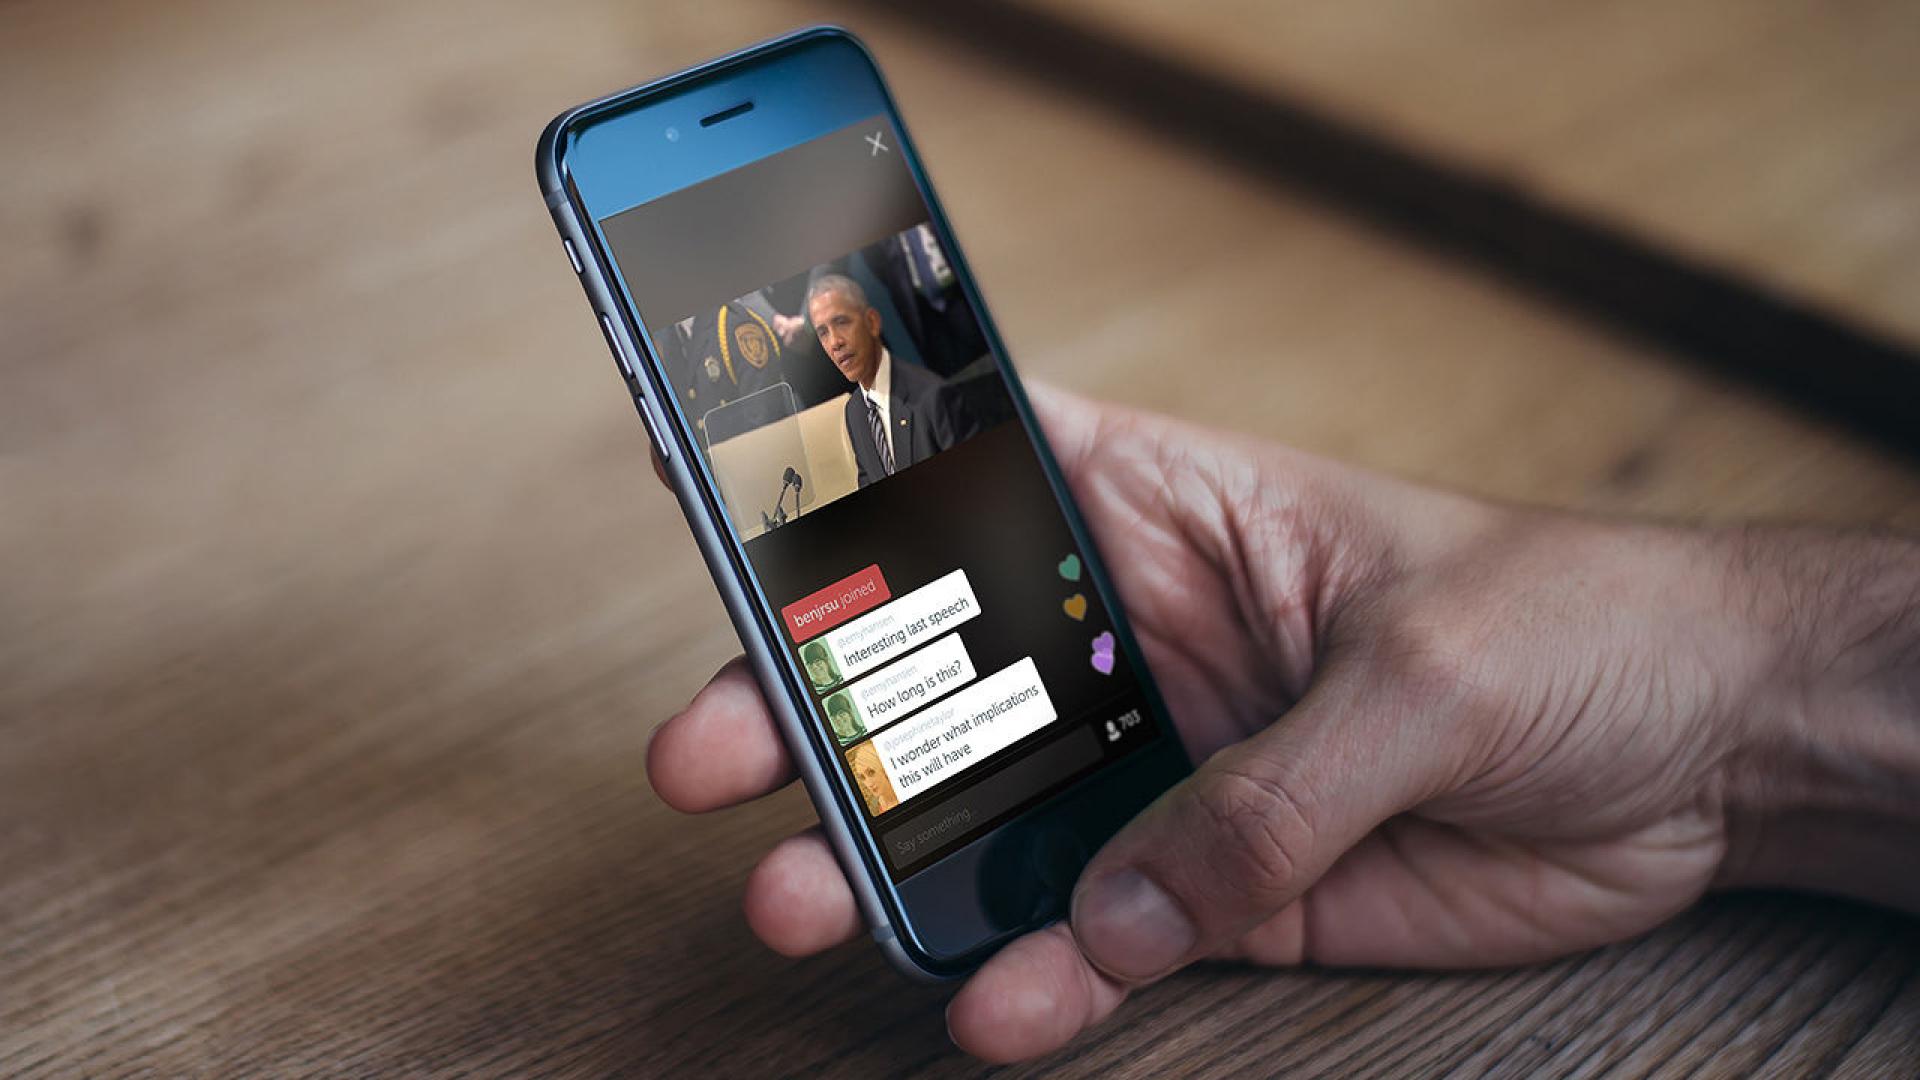 benjrsu joined
@emyhansen
Interesting last speech
@emyhansen
How long is this?
@josephinetaylor
I wonder what implications
this will have
703
Say something...